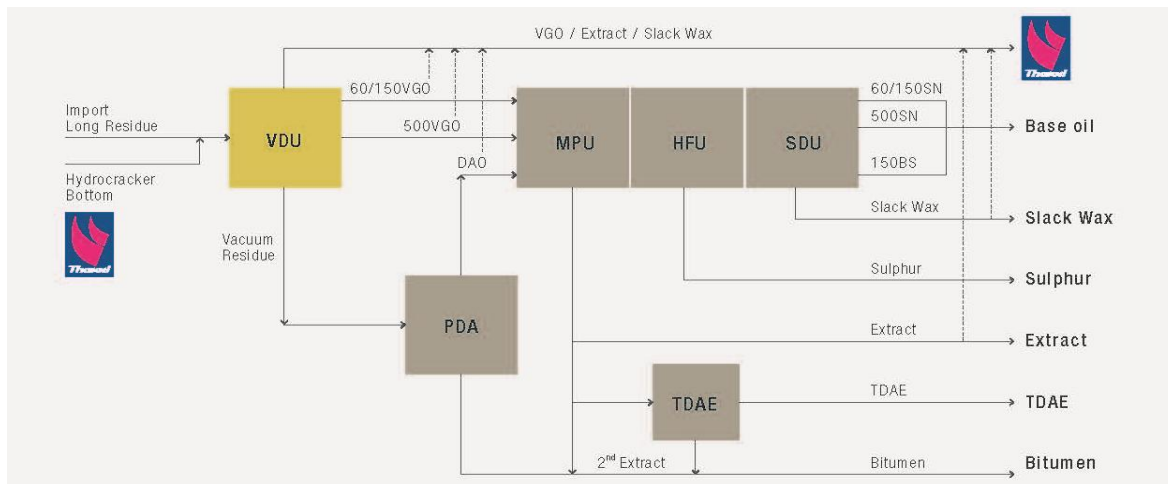 VGO / Extract / Slack Wax
60/150VGO
60/150SN
Import
Long Residue
VDU
500VGO
MPU
HFU
SDU
500SN
Base oil
DAO
150BS
Hydrocracker
Bottom
Slack Wax
Slack Wax
Vacuum
Residue
Sulphur
Sulphur
PDA
Extract
Extract
TDAE
TDAE
TDAE
2nd Extract
Bitumen
Bitumen